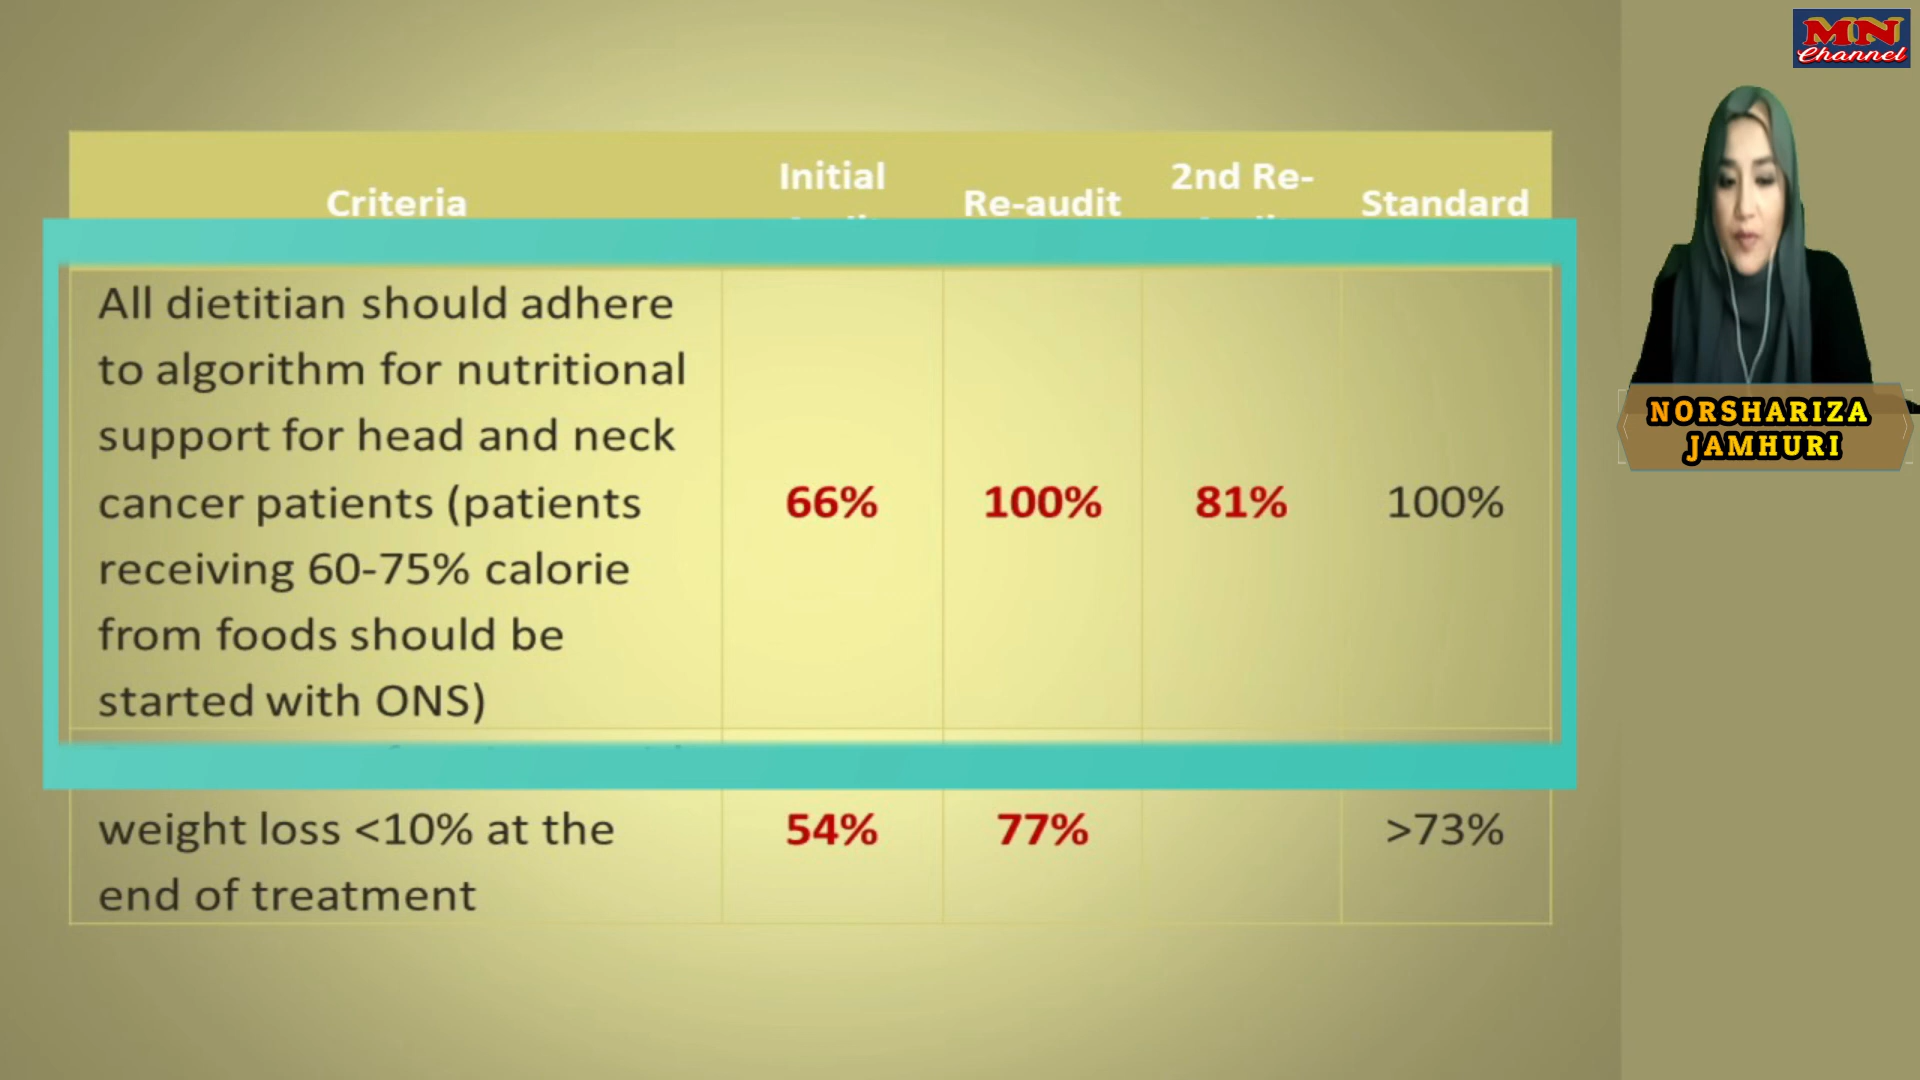 MN
Channel
Criteria
Initial
Re-audit
2nd Re-
Standard
All dietitian should adhere
to algorithm for nutritional
support for head and neck
cancer patients (patients
receiving 60-75% calorie
from foods should be
started with ONS)
66%
100%
81%
100%
weight loss <10% at the
end of treatment
54%
77%
>73%
NORSHARIZA
JAMHURI